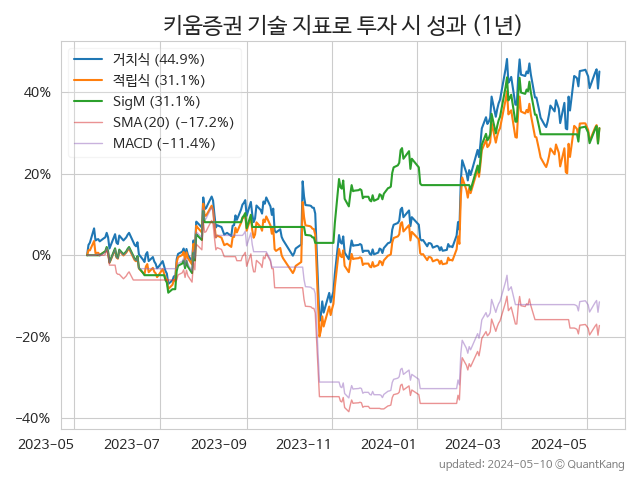 키움증권 기술 지표로 투자 시 성과 (1년)
거치식 (44.9%)
적립식 (31.1%)
SigM (31.1%)
SMA(20) (−17.2%)
MACD (−11.4%)
40%
20%
0%
−20%
−40%
2023-05 2023-07 2023-09 2023-11 2024-01 2024-03 2024-05
updated: 2024-05-10 © QuantKang